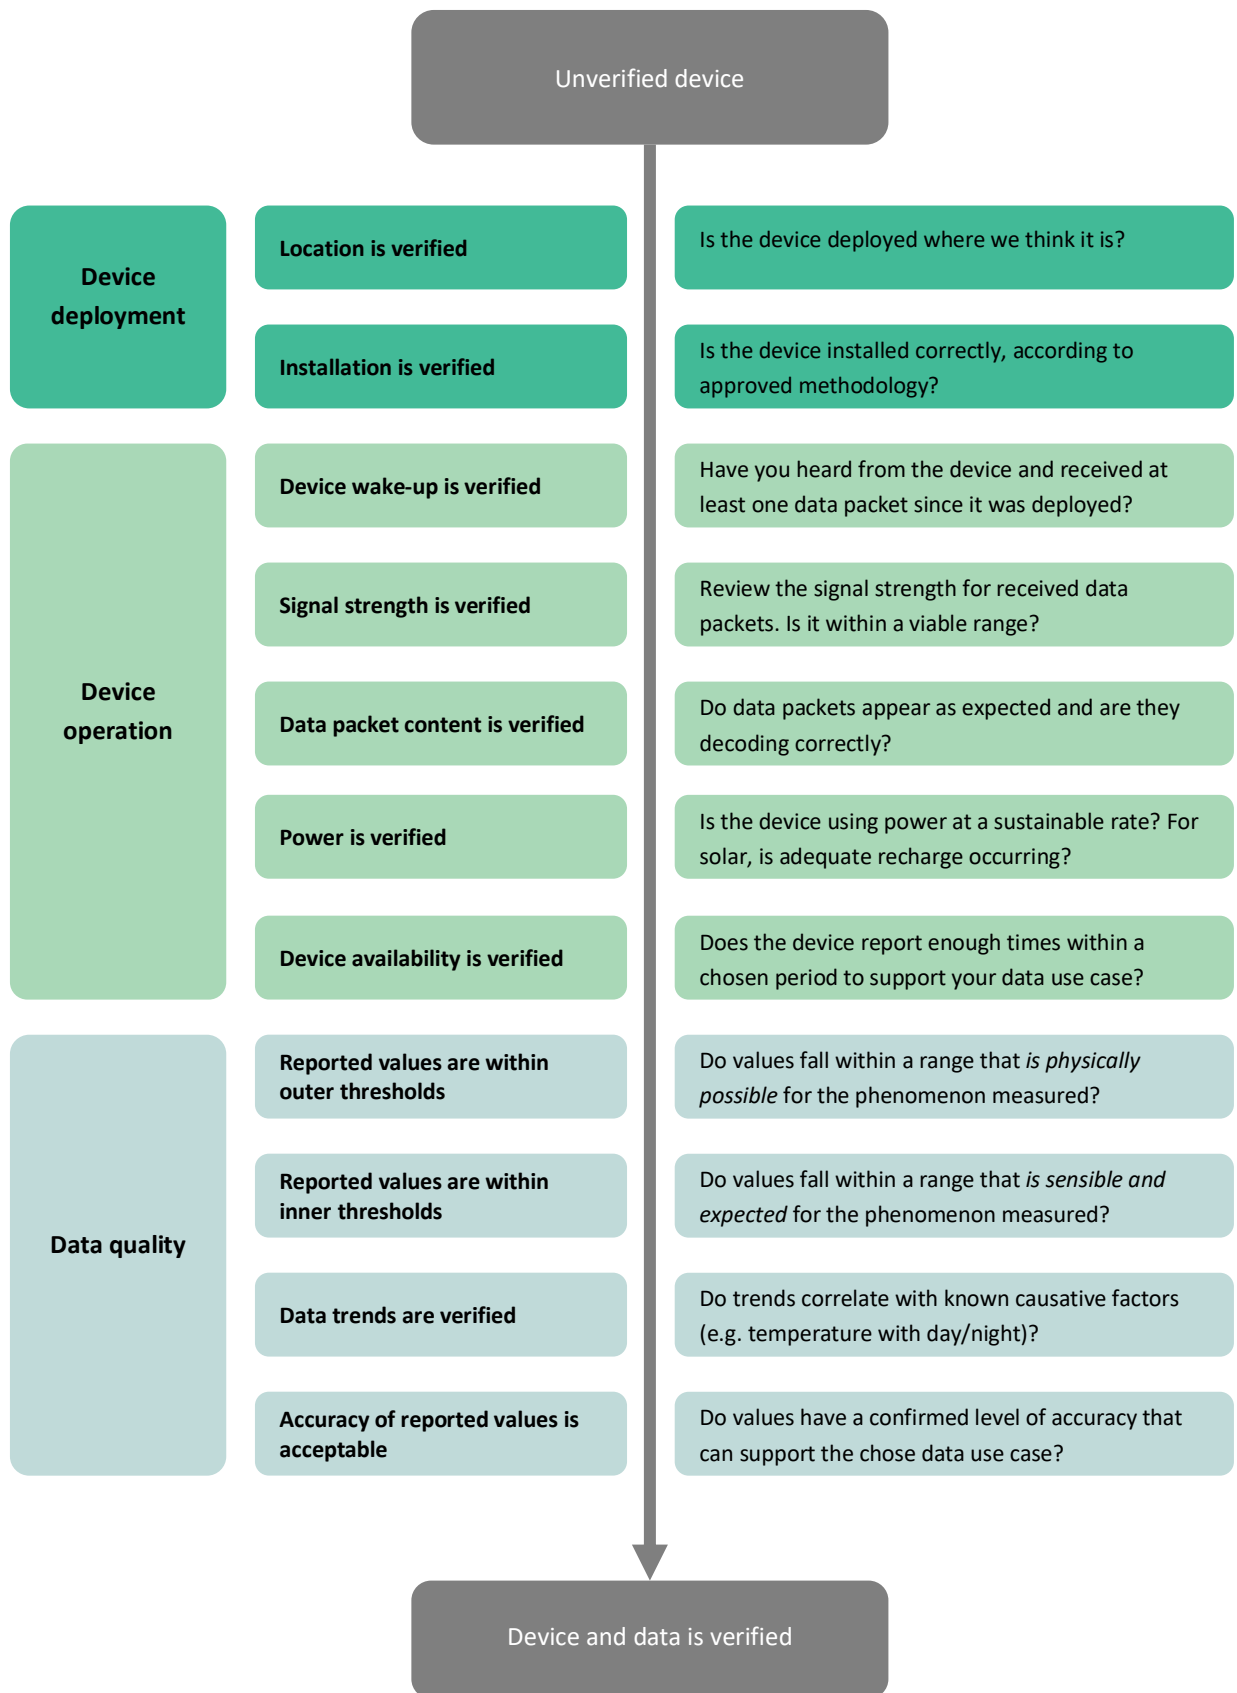 Unverified device
Device
deployment
Location is verified
Is the device deployed where we think it is?
Installation is verified
Is the device installed correctly, according to
approved methodology?
Device
operation
Device wake-up is verified
Have you heard from the device and received at
least one data packet since it was deployed?
Signal strength is verified
Review the signal strength for received data
packets. Is it within a viable range?
Data packet content is verified
Do data packets appear as expected and are they
decoding correctly?
Power is verified
Is the device using power at a sustainable rate? For
solar, is adequate recharge occurring?
Device availability is verified
Does the device report enough times within a
chosen period to support your data use case?
Data quality
Reported values are within
outer thresholds
Do values fall within a range that is physically
possible for the phenomenon measured?
Reported values are within
inner thresholds
Do values fall within a range that is sensible and
expected for the phenomenon measured?
Data trends are verified
Do trends correlate with known causative factors
(e.g. temperature with day/night)?
Accuracy of reported values is
acceptable
Do values have a confirmed level of accuracy that
can support the chose data use case?
Device and data is verified